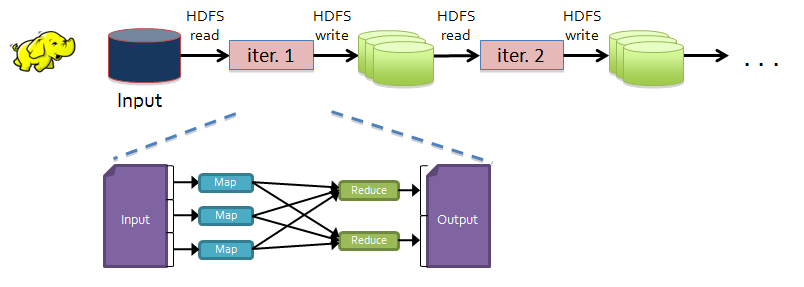 HDFS
read
HDFS
write
HDFS
read
HDFS
write
iter. 1
iter. 2
. . .
Input
Input
Map
Map
Map
Reduce
Reduce
Output